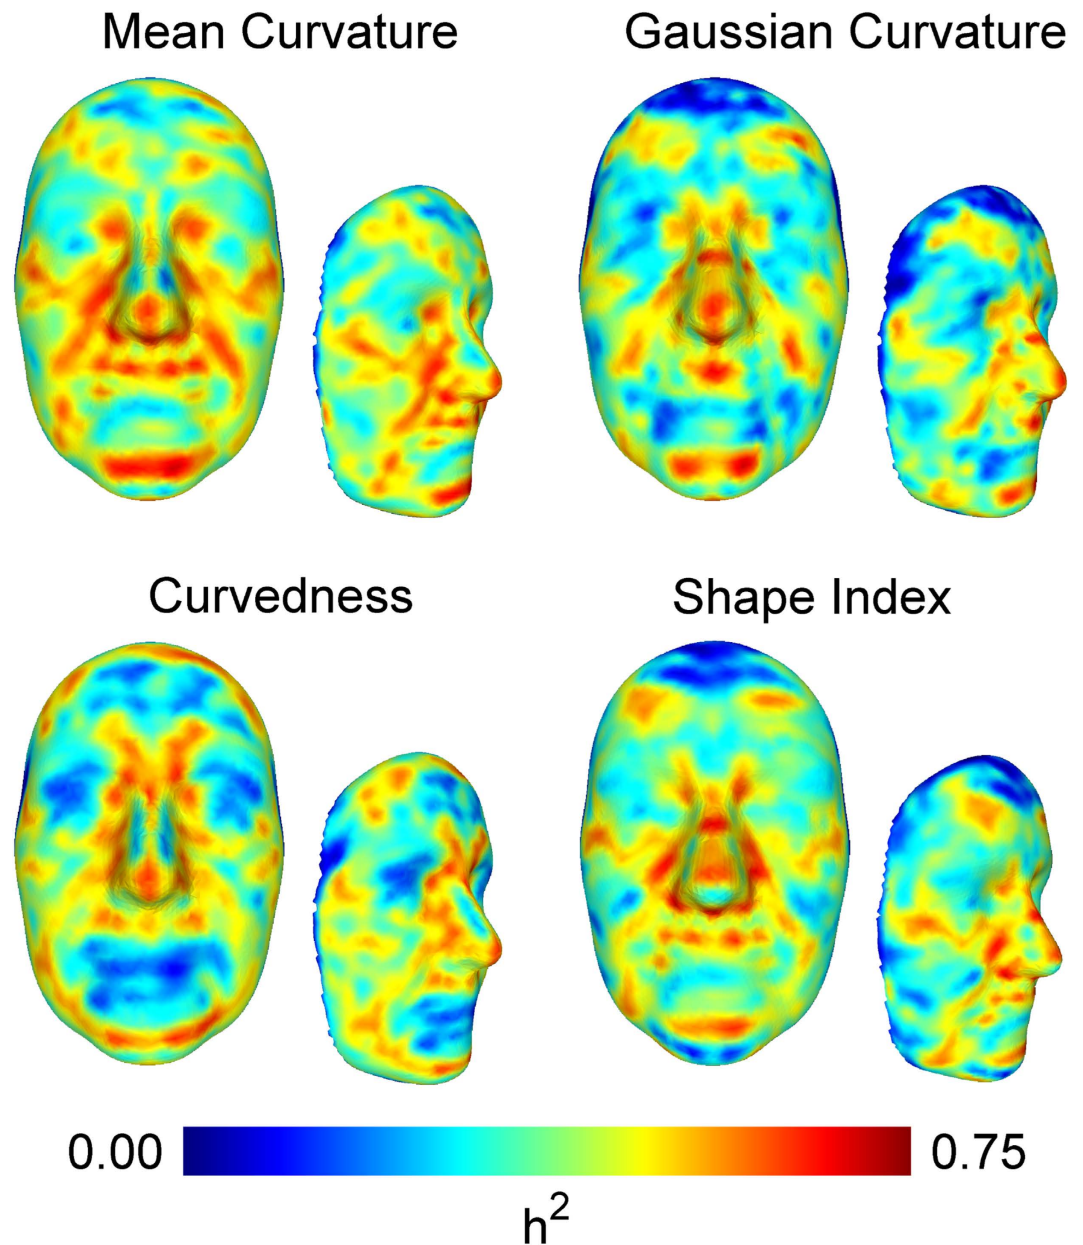 Mean Curvature
Gaussian Curvature
Curvedness
Shape Index
0.00
0.75
h²